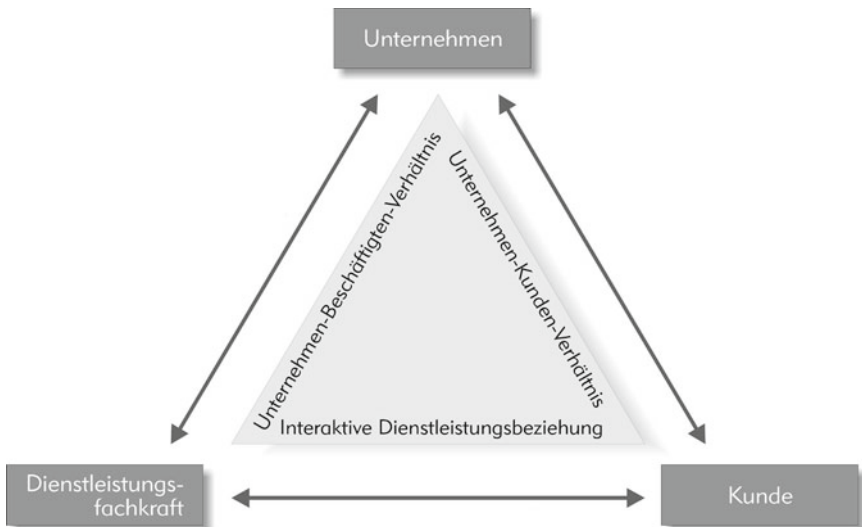 Unternehmen
Unternehmen-Beschäftigten-Verhältnis
Unternehmen-Kunden-Verhältnis
Interaktive Dienstleistungsbeziehung
Dienstleistungs-
fachkraft
Kunde